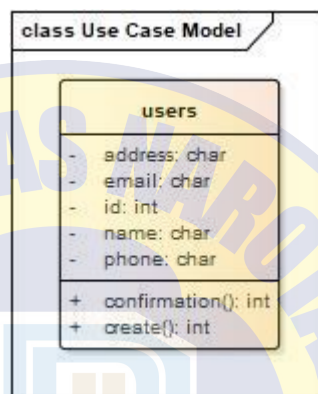 class Use Case Model
users
- address: char
- email: char
- id: int
- name: char
- phone: char
+ confirmation(): int
+ create(): int